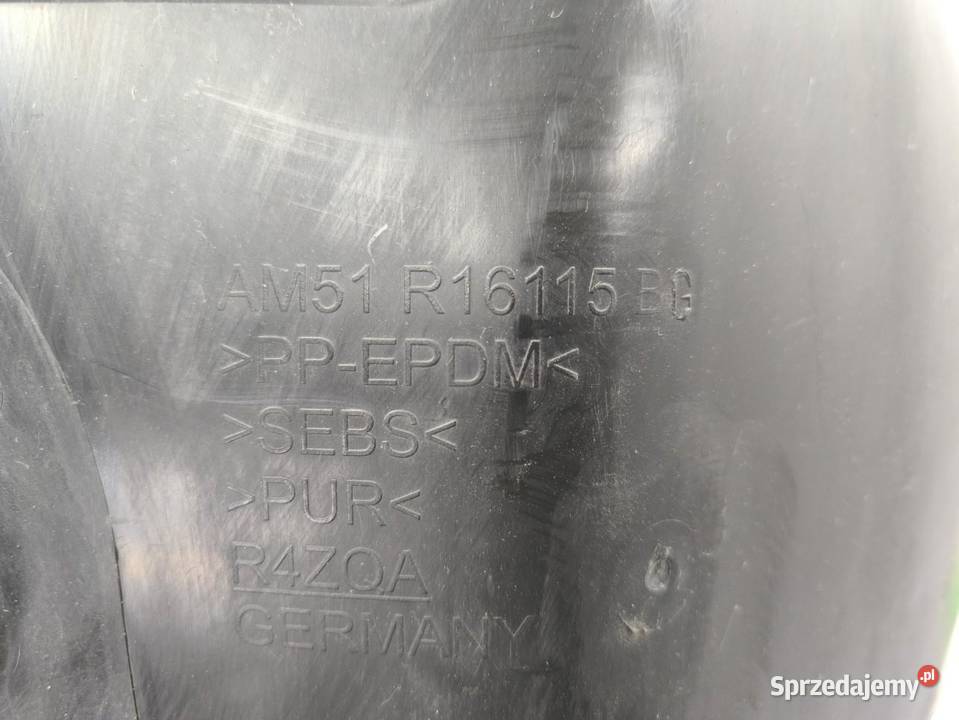 AM51 R16115 BG
>PP-EPDM<
>SEBS<
>PUR<
R4ZQA
GERMANY
Sprzedajemy.pl